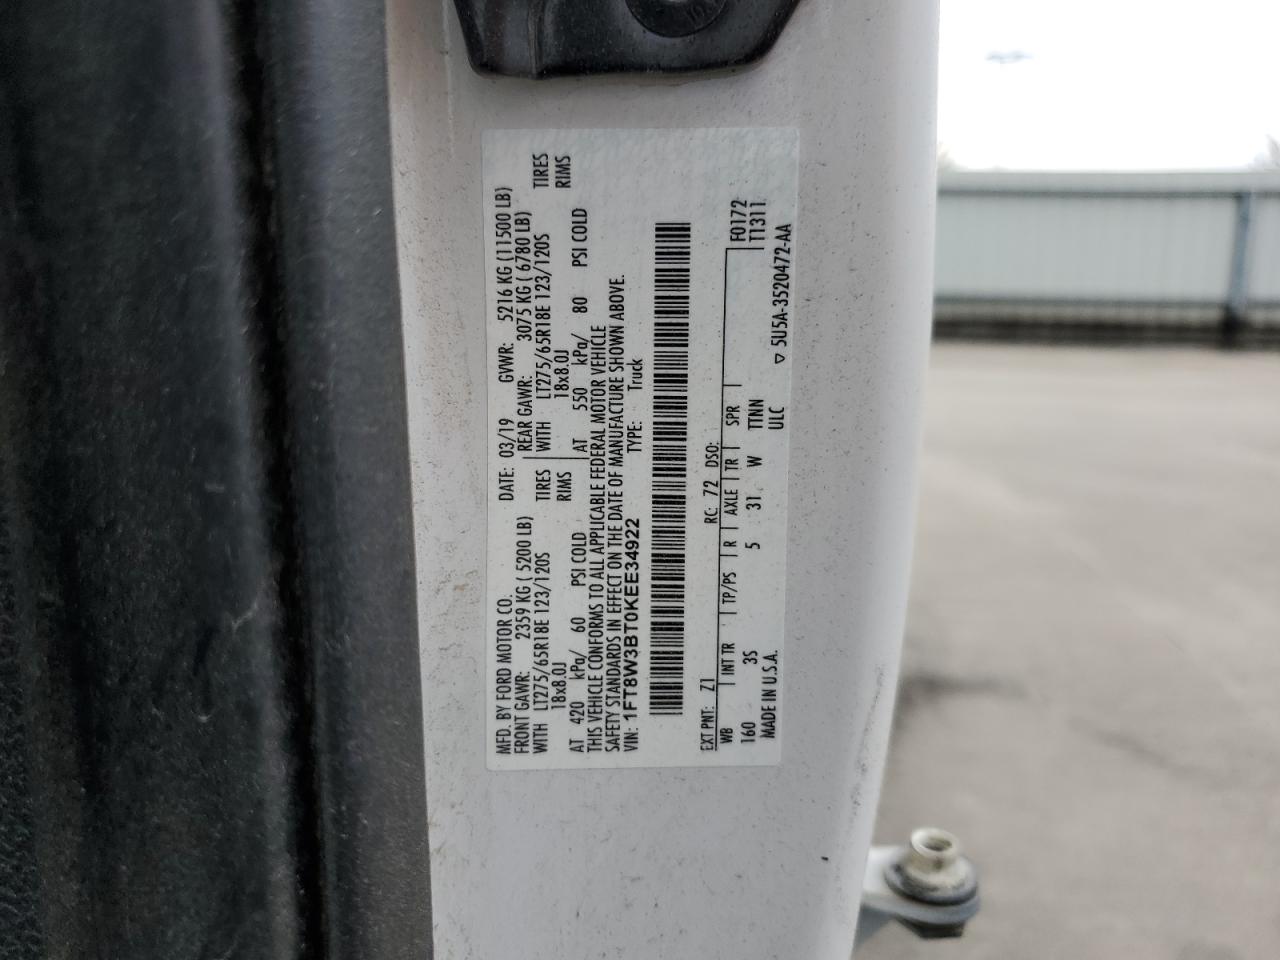 MFD. BY FORD MOTOR CO. DATE: 03/19 GVWR: 5216 KG (11500 LB)
FRONT GAWR: 2359 KG ( 5200 LB) REAR GAWR: 3075 KG ( 6780 LB)
WITH LT275/65R18E 123/120S TIRES WITH LT275/65R18E 123/120S TIRES
18x8.0J RIMS 18x8.0J RIMS
AT 420 kPa/ 60 PSI COLD AT 550 kPa/ 80 PSI COLD
THIS VEHICLE CONFORMS TO ALL APPLICABLE FEDERAL MOTOR VEHICLE
SAFETY STANDARDS IN EFFECT ON THE DATE OF MANUFACTURE SHOWN ABOVE.
VIN: 1FT8W3BT0KEE34922 TYPE: Truck
EXT PNT: Z1 RC: 72 DSO:
WB INT TR TP/PS R AXLE TR SPR F0172
160 3S 5 31 W TTNN T1311
MADE IN U.S.A. ULC ▽ 5U5A-3520472-AA